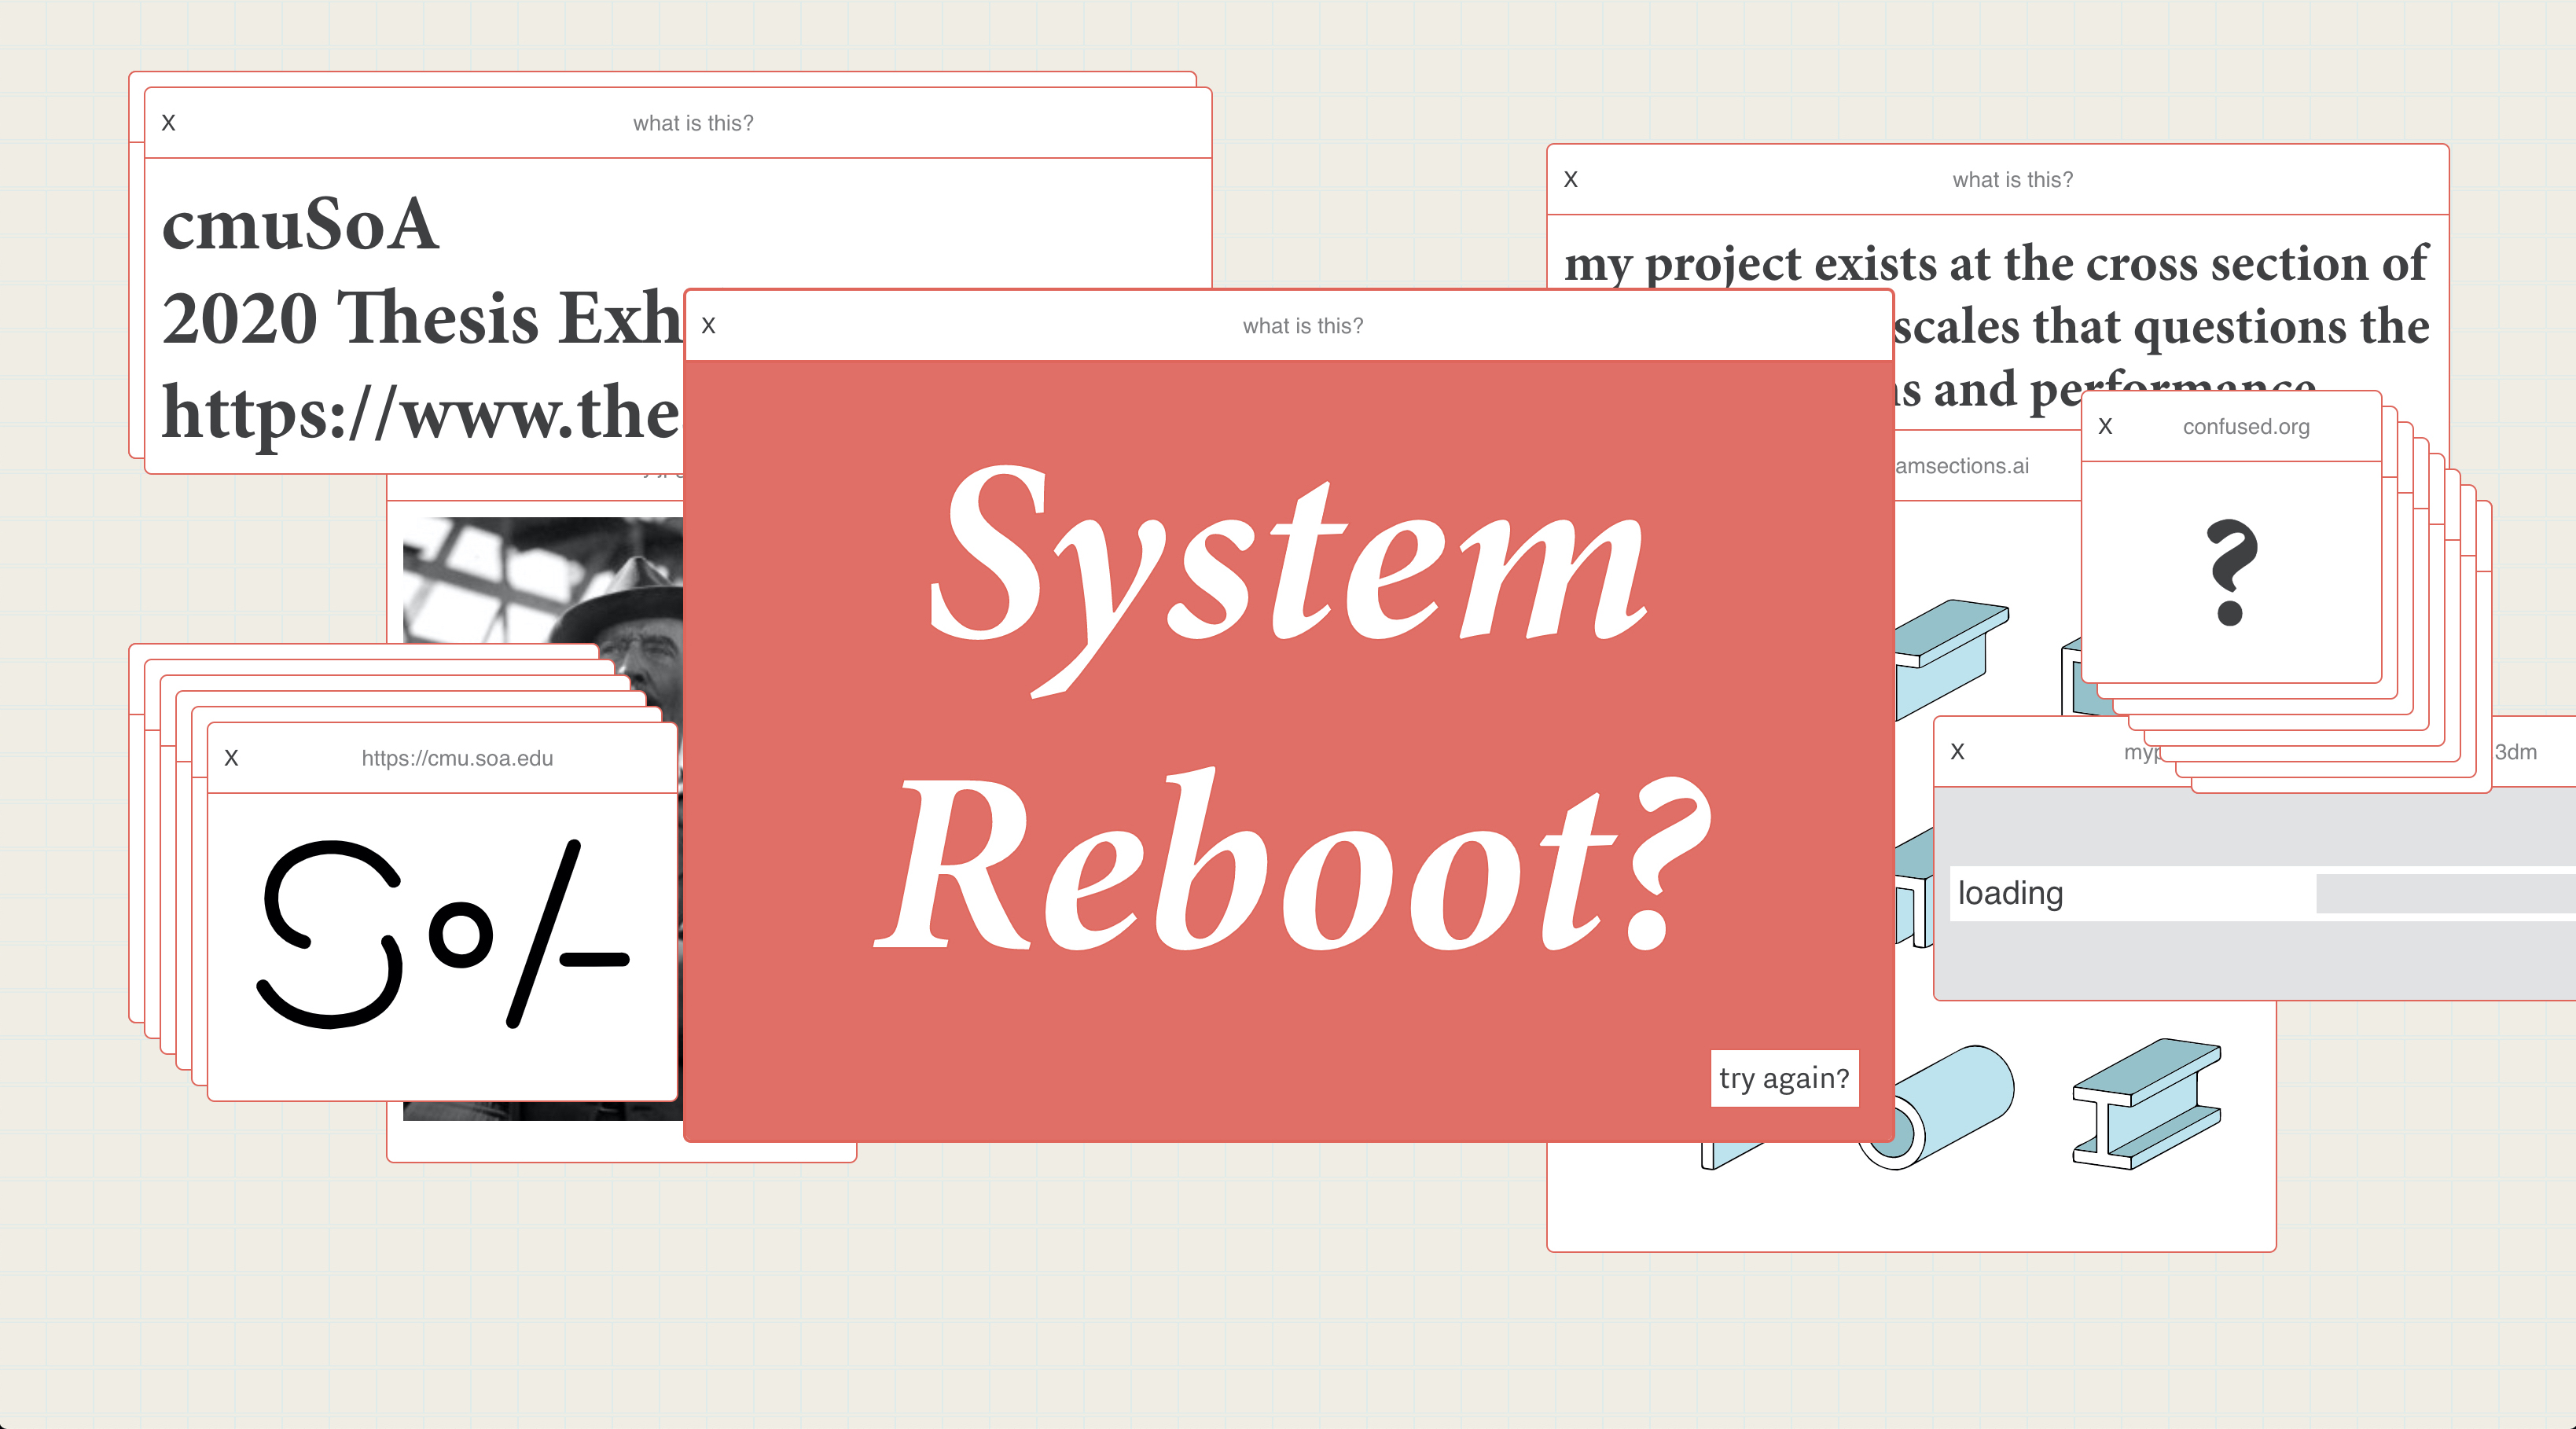 X what is this?
cmuSoA
2020 Thesis Exh
https://www.the
X what is this?
my project exists at the cross section of
scales that questions the
and performance
X what is this?
System
Reboot?
try again?
amsections.ai
X confused.org
?
X https://cmu.soa.edu
So/-
X 3dm
loading